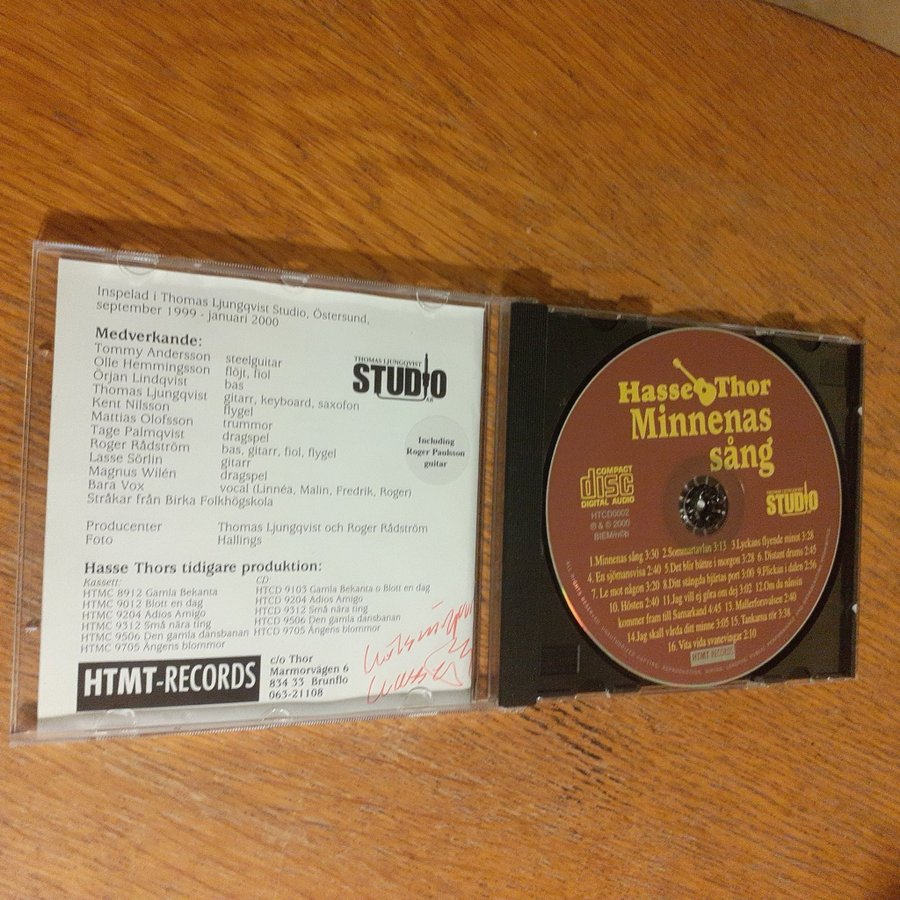 Inspelad i Thomas Ljungqvist Studio, Östersund,
september 1999 - januari 2000
Medverkande:
Tommy Andersson steelguitar
Olle Hemmingsson flöjt, fiol
Örjan Lindqvist bas
Thomas Ljungqvist gitarr, keyboard, saxofon
Kent Nilsson flygel
Mattias Olofsson trummor
Tage Palmqvist dragspel
Roger Rådström bas, gitarr, fiol, flygel
Lasse Sörlin gitarr
Magnus Wilén dragspel
Bara Vox vocal (Linnéa, Malin, Fredrik, Roger)
Stråkar från Birka Folkhögskola
THOMAS LJUNGQVIST
STUDIO
AB
Including
Roger Paulsson
guitar
Producenter Thomas Ljungqvist och Roger Rådström
Foto Hallings
Hasse Thors tidigare produktion:
Kassett: CD:
HTMC 8912 Gamla Bekanta HTCD 9103 Gamla Bekanta o Blott en dag
HTMC 9012 Blott en dag HTCD 9204 Adios Amigo
HTMC 9204 Adios Amigo HTCD 9312 Små nära ting
HTMC 9312 Små nära ting HTCD 9506 Den gamla dansbanan
HTMC 9506 Den gamla dansbanan HTCD 9705 Ängens blommor
HTMC 9705 Ängens blommor
HTMT-RECORDS
c/o Thor
Marmorvägen 6
834 33 Brunflo
063-21108
Hasse Thor
Minnenas
sång
COMPACT
disc
DIGITAL AUDIO
HTCD0002
℗ & © 2000
BIEM/n©b
STUDIO
1.Minnenas sång 3:30 2.Sommartavlan 3:13 3.Lyckans flyende minut 3:28
4. En sjömansvisa 2:40 5.Det blir bättre i morgon 3:28 6. Distant drums 2:45
7. Le mot någon 3:20 8.Ditt stängda hjärtas port 3:00 9.Flickan i dalen 2:56
10. Hösten 2:40 11.Jag vill ej göra om dej 3:02 12.Om du nånsin
kommer fram till Samarkand 4:45 13. Mallorforsvalsen 2:40
14.Jag skall vårda ditt minne 3:05 15. Tankarna rör 3:38
16. Vita vida svanevingar 2:10
HTMT RECORDS